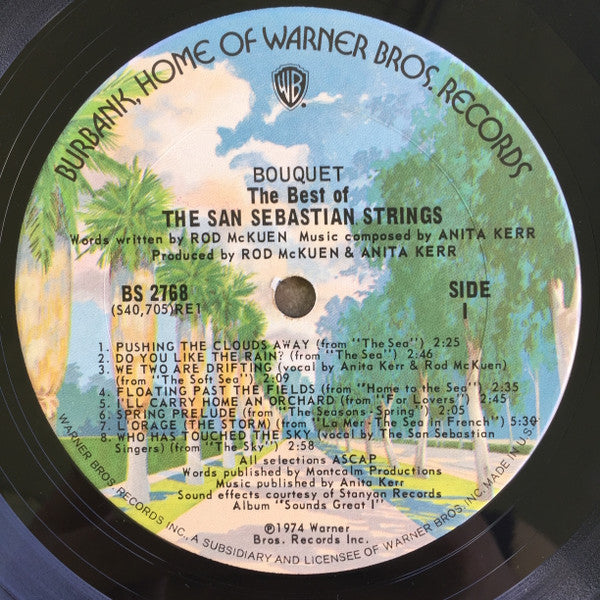 BURBANK, HOME OF WARNER BROS. RECORDS
WB
BOUQUET
The Best of
THE SAN SEBASTIAN STRINGS
Words written by ROD McKUEN Music composed by ANITA KERR
Produced by ROD McKUEN & ANITA KERR
BS 2768
(S40,705)RE1
SIDE
I
1. PUSHING THE CLOUDS AWAY (from "The Sea") 2:25
2. DO YOU LIKE THE RAIN? (from "The Sea") 2:46
3. WE TWO ARE DRIFTING (vocal by Anita Kerr & Rod McKuen)
(from "The Soft Sea") 2:09
4. FLOATING PAST THE FIELDS (from "Home to the Sea") 2:35
5. I'LL CARRY HOME AN ORCHARD (from "For Lovers") 2:45
6. SPRING PRELUDE (from "The Seasons-Spring") 2:05
7. L'ORAGE (THE STORM) (from "La Mer-The Sea in French") 5:30
8. WHO HAS TOUCHED THE SKY (vocal by The San Sebastian
Singers) (from "The Sky") 2:58
All selections ASCAP
Words published by Montcalm Productions
Music published by Anita Kerr
Sound effects courtesy of Stanyan Records
Album "Sounds Great I"
℗1974 Warner
Bros. Records Inc.
WARNER BROS. RECORDS INC., A SUBSIDIARY AND LICENSEE OF WARNER BROS. INC. MADE IN U.S.A.